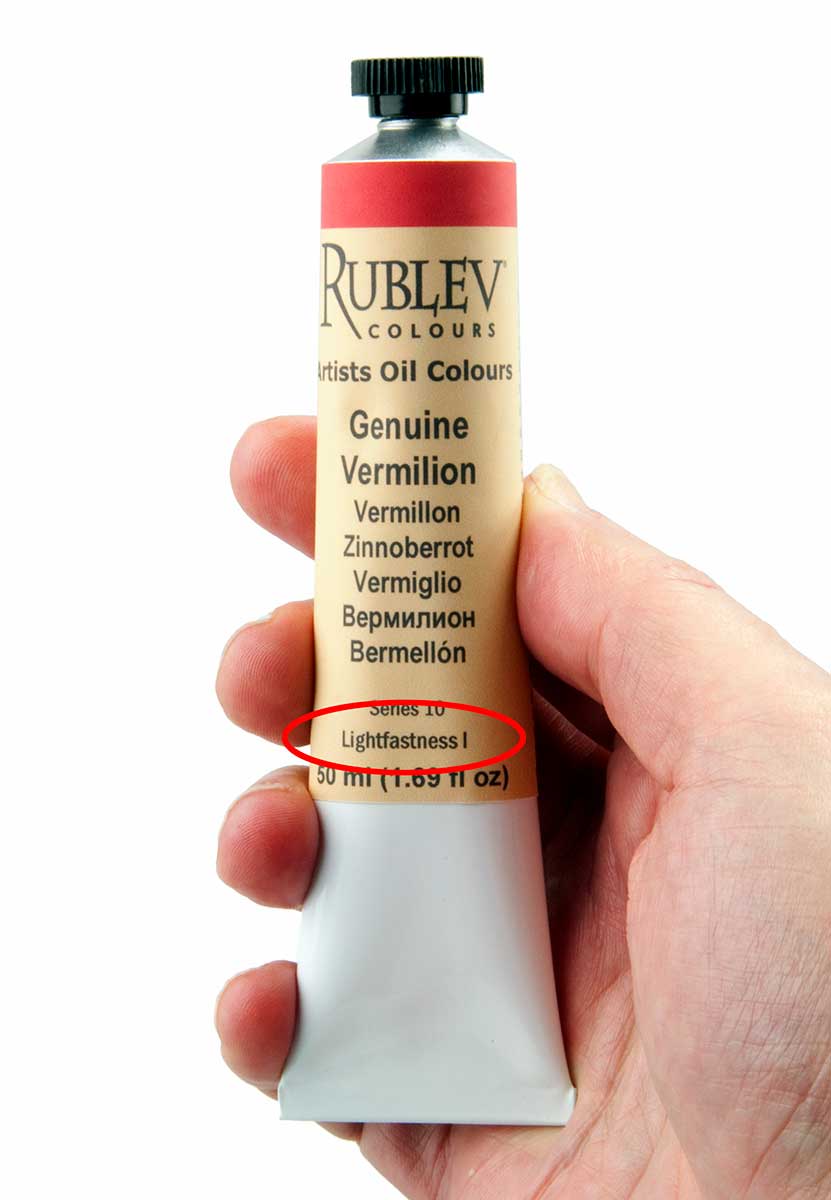 RUBLEV®
COLOURS
Artists Oil Colours
Genuine
Vermilion
Vermillon
Zinnoberrot
Vermiglio
Вермилион
Bermellón
Series 10
Lightfastness I
50 ml (1.69 fl oz)